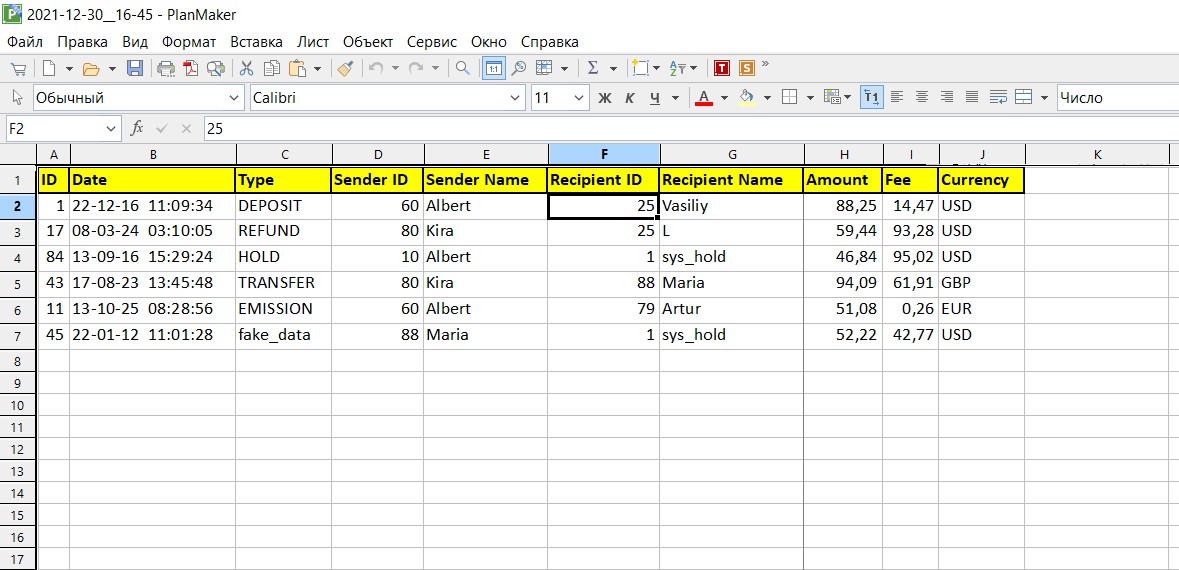 2021-12-30__16-45 - PlanMaker
Файл Правка Вид Формат Вставка Лист Объект Сервис Окно Справка
Обычный Calibri 11 Ж К Ч T1 Число
F2 fx 25
A B C D E F G H I J K
1 ID Date Type Sender ID Sender Name Recipient ID Recipient Name Amount Fee Currency
2 1 22-12-16 11:09:34 DEPOSIT 60 Albert 25 Vasiliy 88,25 14,47 USD
3 17 08-03-24 03:10:05 REFUND 80 Kira 25 L 59,44 93,28 USD
4 84 13-09-16 15:29:24 HOLD 10 Albert 1 sys_hold 46,84 95,02 USD
5 43 17-08-23 13:45:48 TRANSFER 80 Kira 88 Maria 94,09 61,91 GBP
6 11 13-10-25 08:28:56 EMISSION 60 Albert 79 Artur 51,08 0,26 EUR
7 45 22-01-12 11:01:28 fake_data 88 Maria 1 sys_hold 52,22 42,77 USD
8
9
10
11
12
13
14
15
16
17